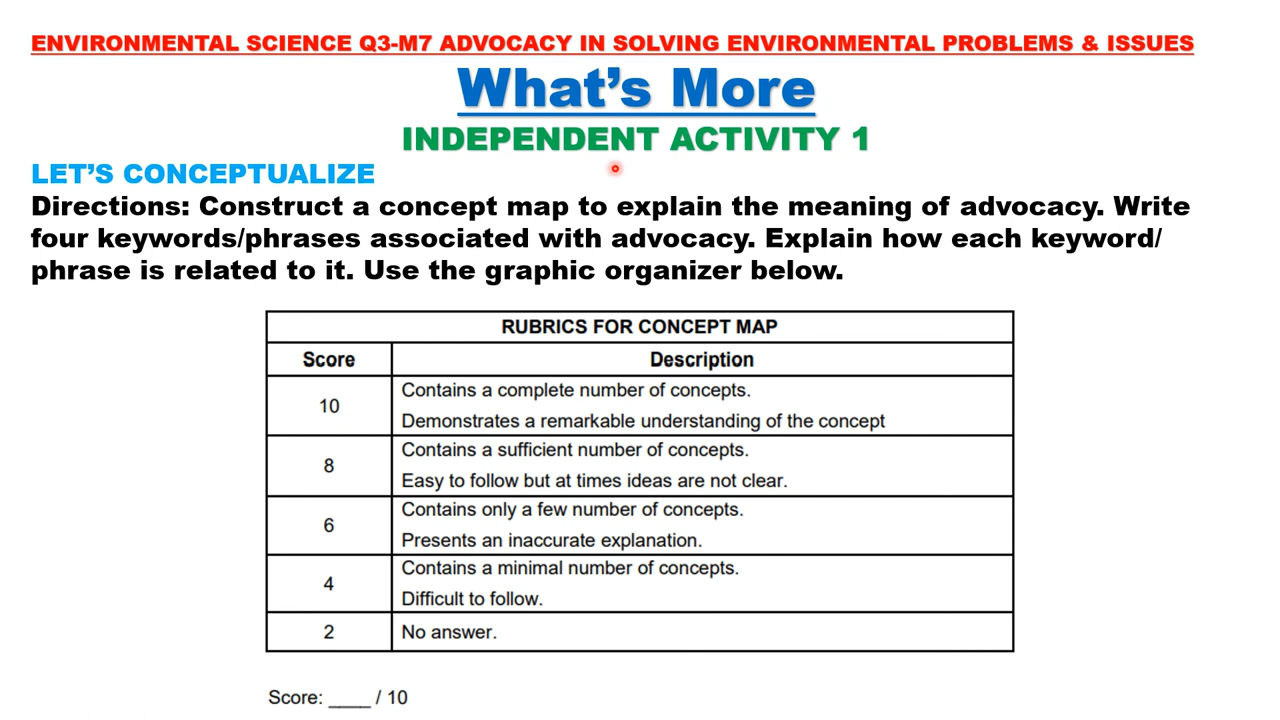 ENVIRONMENTAL SCIENCE Q3-M7 ADVOCACY IN SOLVING ENVIRONMENTAL PROBLEMS & ISSUES
What's More
INDEPENDENT ACTIVITY 1
LET'S CONCEPTUALIZE
Directions: Construct a concept map to explain the meaning of advocacy. Write
four keywords/phrases associated with advocacy. Explain how each keyword/
phrase is related to it. Use the graphic organizer below.
RUBRICS FOR CONCEPT MAP
Score Description
10
Contains a complete number of concepts.
Demonstrates a remarkable understanding of the concept
8
Contains a sufficient number of concepts.
Easy to follow but at times ideas are not clear.
6
Contains only a few number of concepts.
Presents an inaccurate explanation.
4
Contains a minimal number of concepts.
Difficult to follow.
2 No answer.
Score: ____ / 10